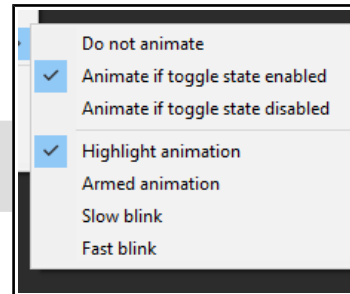 Do not animate
Animate if toggle state enabled
Animate if toggle state disabled
Highlight animation
Armed animation
Slow blink
Fast blink